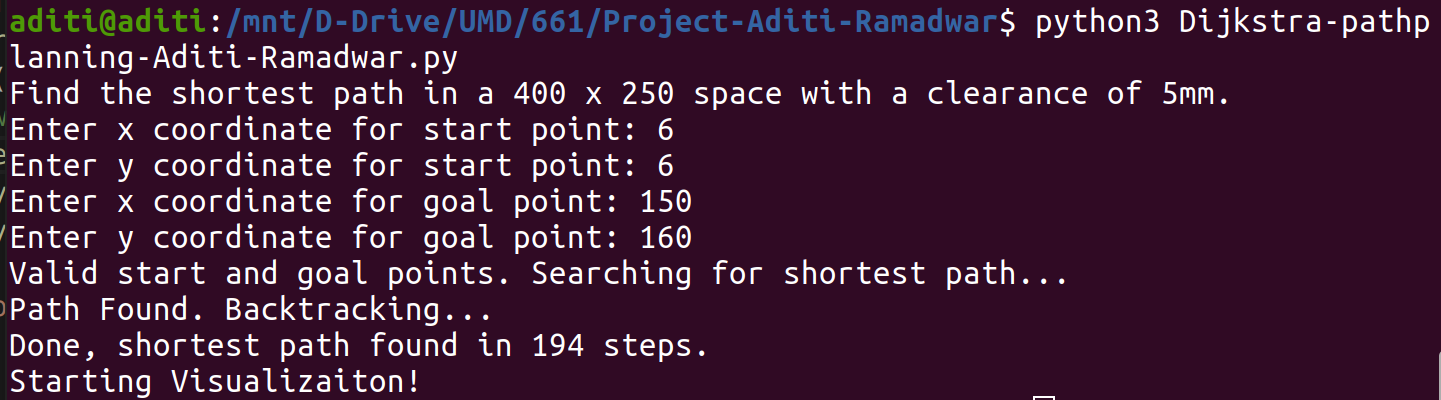 aditi@aditi:/mnt/D-Drive/UMD/661/Project-Aditi-Ramadwar$ python3 Dijkstra-pathp
lanning-Aditi-Ramadwar.py
Find the shortest path in a 400 x 250 space with a clearance of 5mm.
Enter x coordinate for start point: 6
Enter y coordinate for start point: 6
Enter x coordinate for goal point: 150
Enter y coordinate for goal point: 160
Valid start and goal points. Searching for shortest path...
Path Found. Backtracking...
Done, shortest path found in 194 steps.
Starting Visualizaiton!